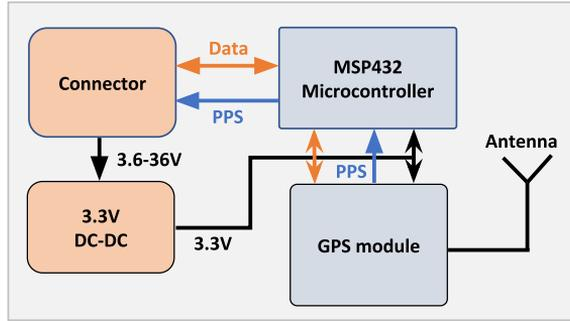 Connector
Data
PPS
MSP432
Microcontroller
3.6-36V
3.3V
DC-DC
3.3V
PPS
GPS module
Antenna